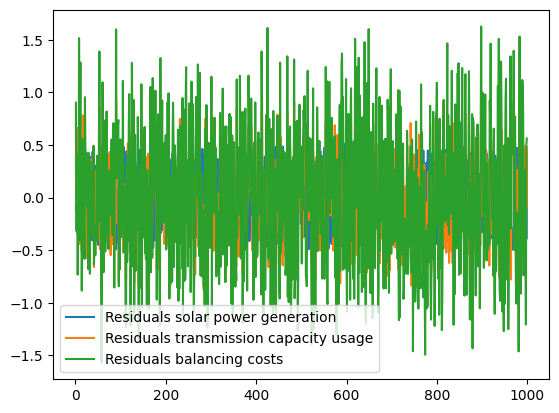 1.5
1.0
0.5
0.0
−0.5
−1.0
−1.5
Residuals solar power generation
Residuals transmission capacity usage
Residuals balancing costs
0 200 400 600 800 1000